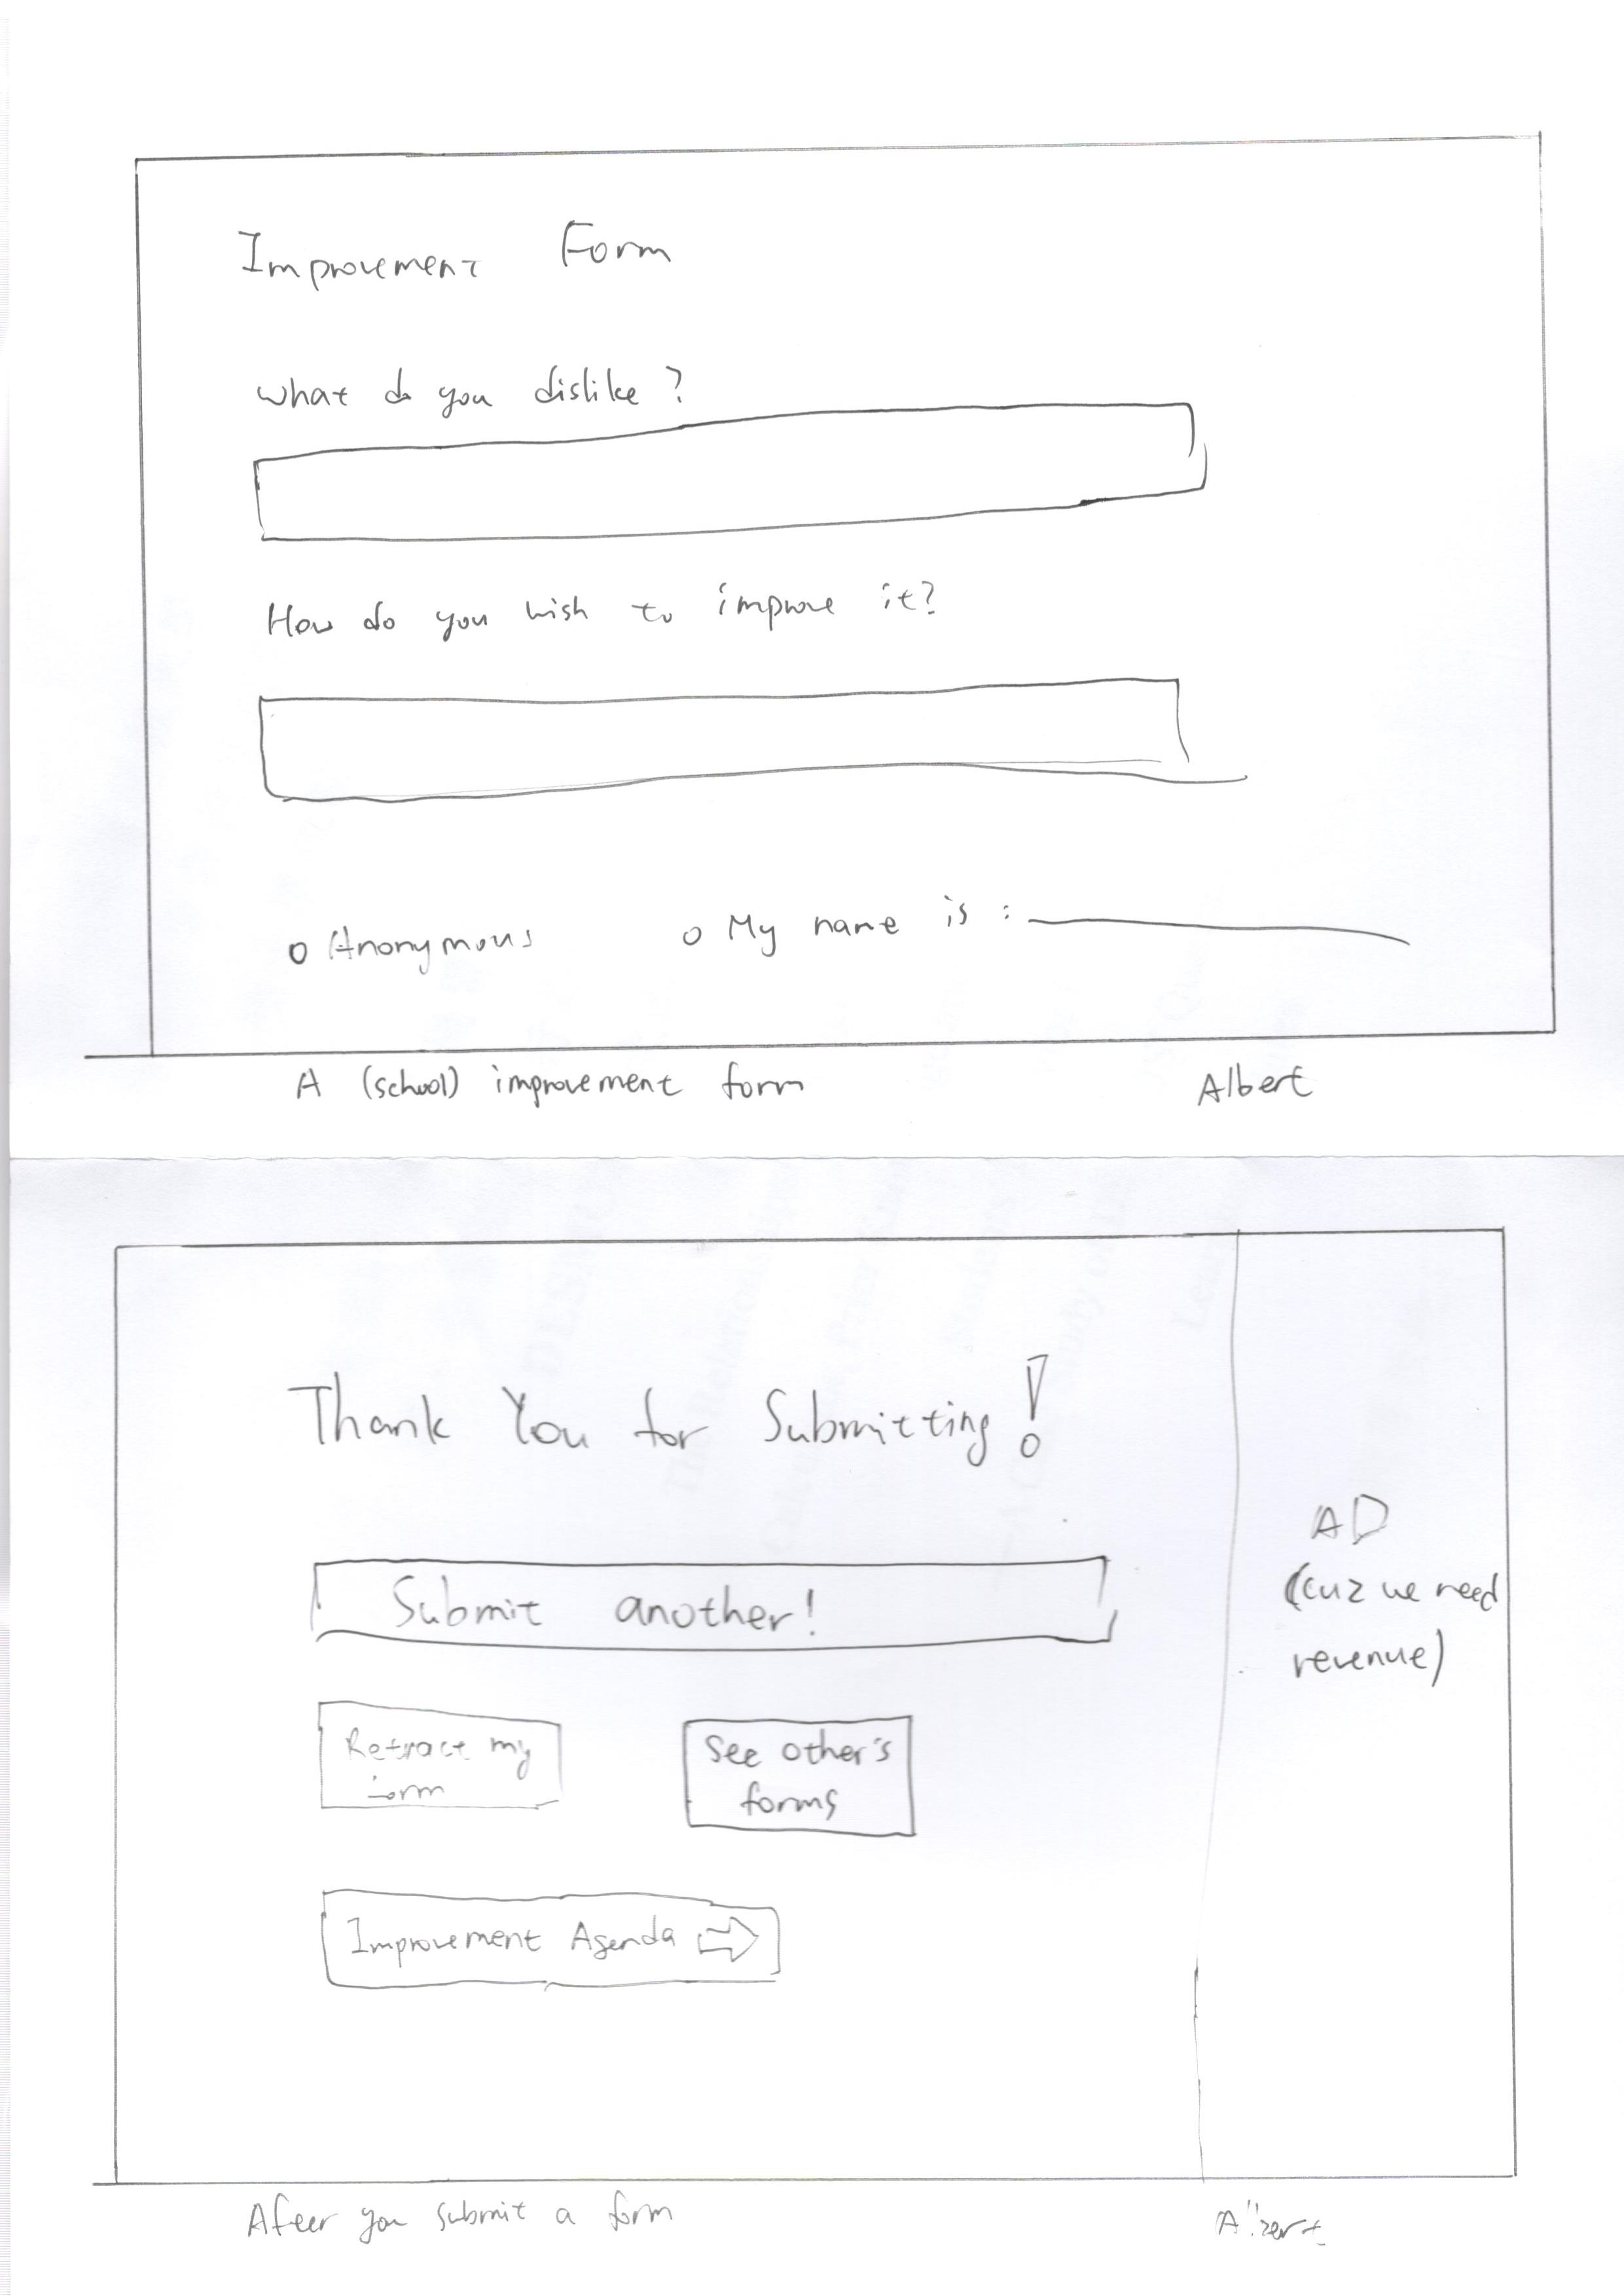 Improvement Form
What do you dislike?
How do you wish to improve it?
o Anonymous o My name is :
A (school) improvement form Albert
Thank You for Submitting!
Submit another!
AD
(cuz we need
revenue)
Retract my
form
See other's
forms
Improvement Agenda
After you submit a form Albert